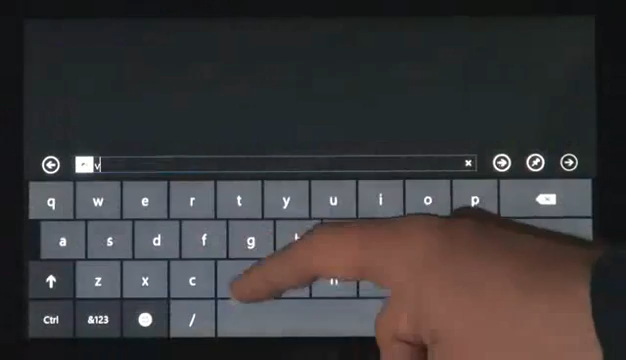 v
q w e r t y u i o p
a s d f g
z x c
Ctrl &123 /